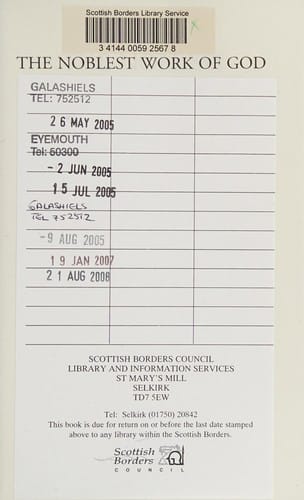 Scottish Borders Library Service
3 4144 0059 2567 8
THE NOBLEST WORK OF GOD
GALASHIELS
TEL: 752512
26 MAY 2005
EYEMOUTH
Tel: 50300
- 2 JUN 2005
15 JUL 2005
GALASHIELS
TEL 752512
- 9 AUG 2005
19 JAN 2007
21 AUG 2008
SCOTTISH BORDERS COUNCIL
LIBRARY AND INFORMATION SERVICES
ST MARY'S MILL
SELKIRK
TD7 5EW
Tel: Selkirk (01750) 20842
This book is due for return on or before the last date stamped
above to any library within the Scottish Borders.
Scottish
Borders
COUNCIL